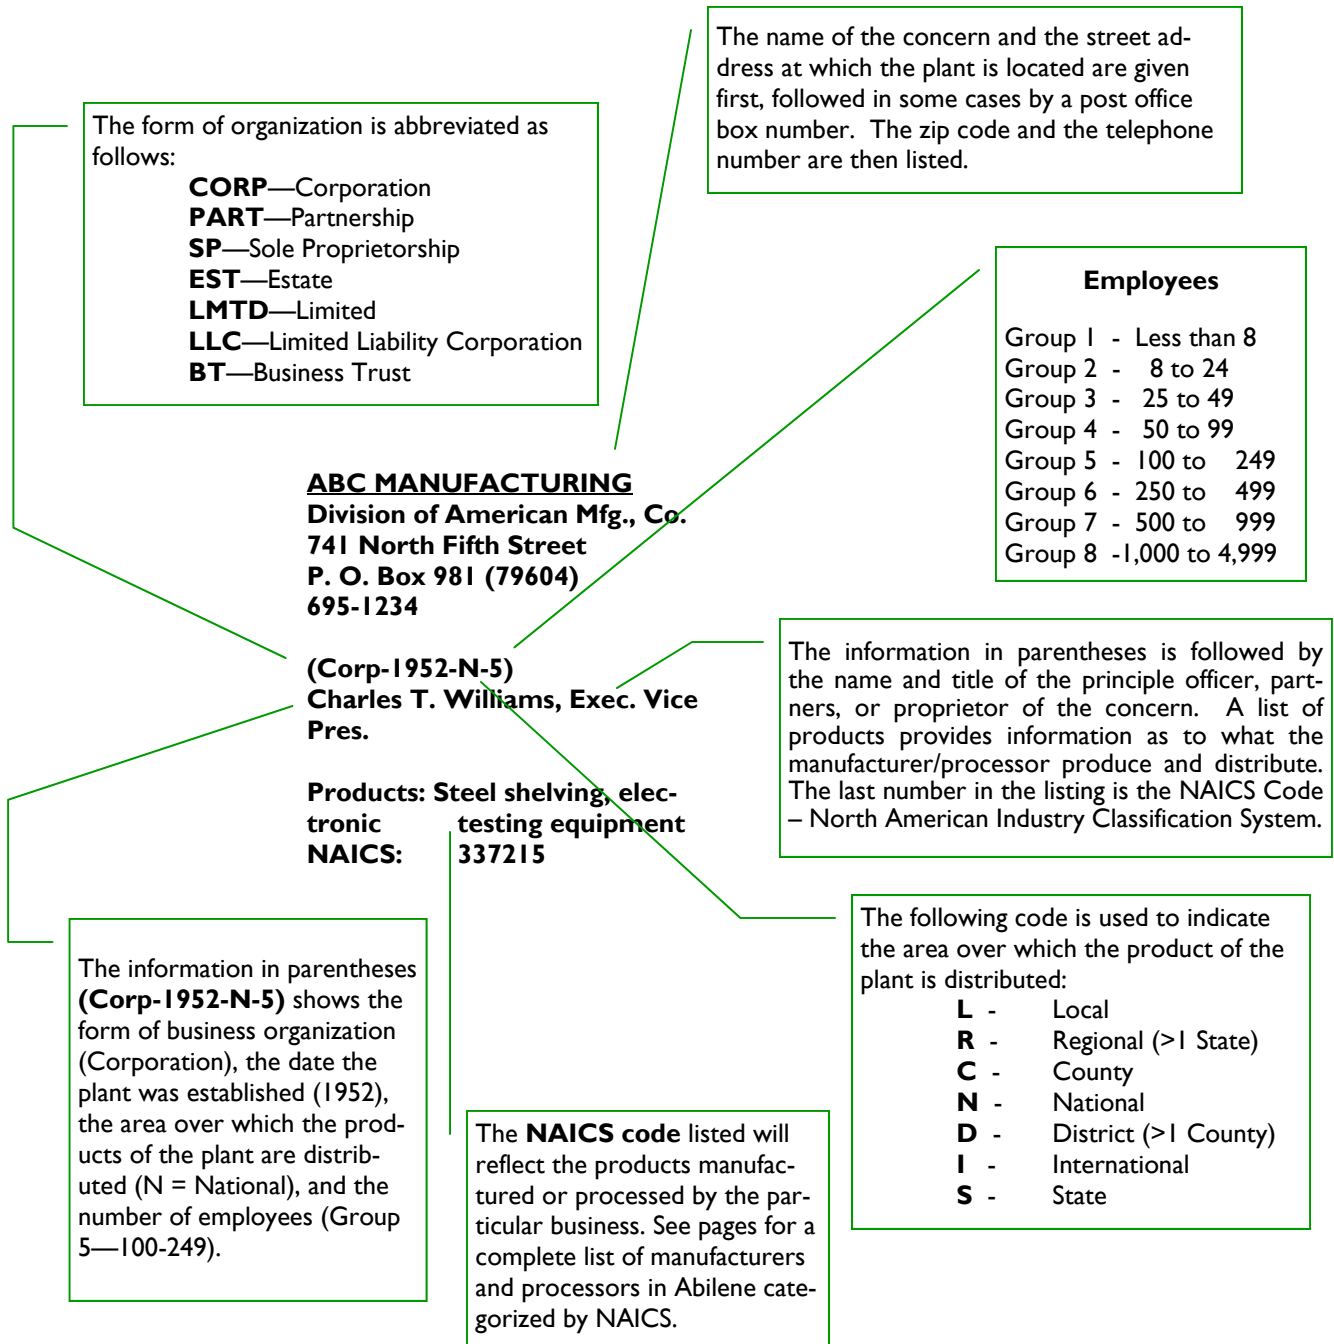 The name of the concern and the street ad-
dress at which the plant is located are given
first, followed in some cases by a post office
box number.  The zip code and the telephone
number are then listed.
The form of organization is abbreviated as
follows:
CORP—Corporation
PART—Partnership
SP—Sole Proprietorship
EST—Estate
LMTD—Limited
LLC—Limited Liability Corporation
BT—Business Trust
Employees
Group 1 - Less than 8
Group 2 - 8 to 24
Group 3 - 25 to 49
Group 4 - 50 to 99
Group 5 - 100 to 249
Group 6 - 250 to 499
Group 7 - 500 to 999
Group 8 -1,000 to 4,999
ABC MANUFACTURING
Division of American Mfg., Co.
741 North Fifth Street
P. O. Box 981 (79604)
695-1234
(Corp-1952-N-5)
Charles T. Williams, Exec. Vice
Pres.
Products: Steel shelving, elec-
tronic testing equipment
NAICS: 337215
The information in parentheses is followed by
the name and title of the principle officer, part-
ners, or proprietor of the concern.  A list of
products provides information as to what the
manufacturer/processor produce and distribute.
The last number in the listing is the NAICS Code
– North American Industry Classification System.
The information in parentheses
(Corp-1952-N-5) shows the
form of business organization
(Corporation), the date the
plant was established (1952),
the area over which the prod-
ucts of the plant are distrib-
uted (N = National), and the
number of employees (Group
5—100-249).
The NAICS code listed will
reflect the products manufac-
tured or processed by the par-
ticular business. See pages for a
complete list of manufacturers
and processors in Abilene cate-
gorized by NAICS.
The following code is used to indicate
the area over which the product of the
plant is distributed:
L - Local
R - Regional (>1 State)
C - County
N - National
D - District (>1 County)
I - International
S - State